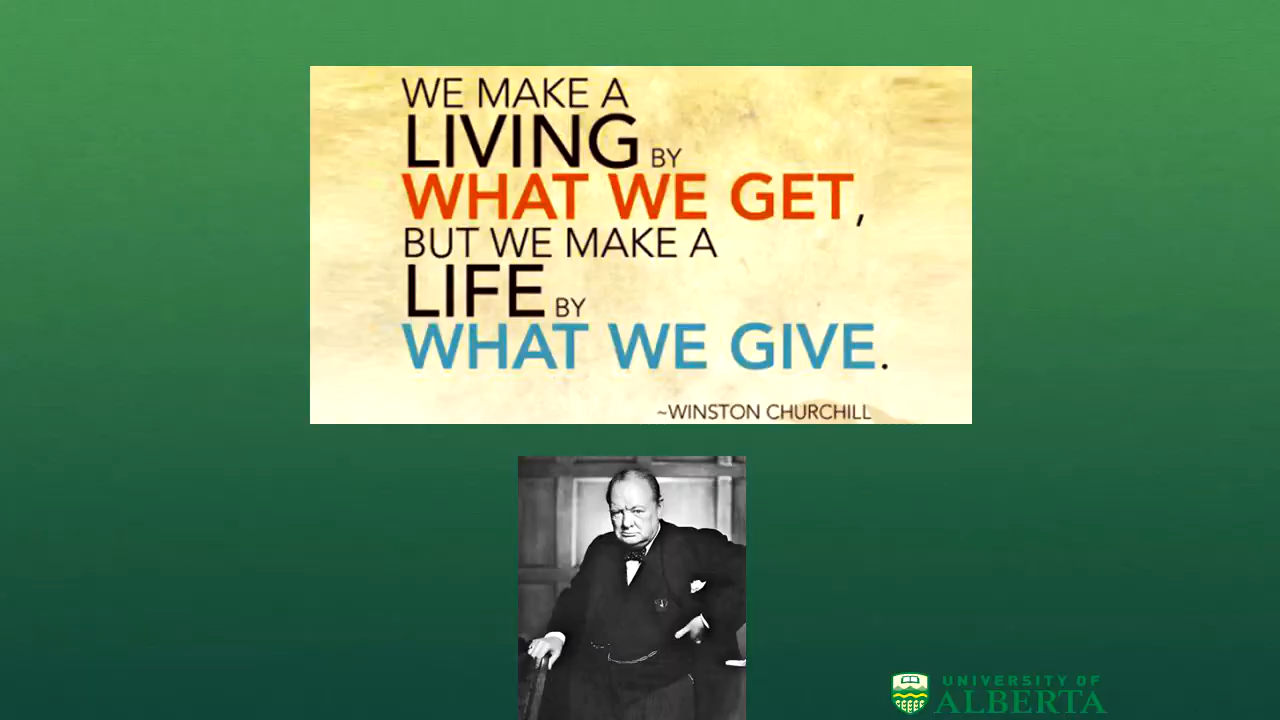 WE MAKE A
LIVING BY
WHAT WE GET,
BUT WE MAKE A
LIFE BY
WHAT WE GIVE.
~WINSTON CHURCHILL
UNIVERSITY OF
ALBERTA